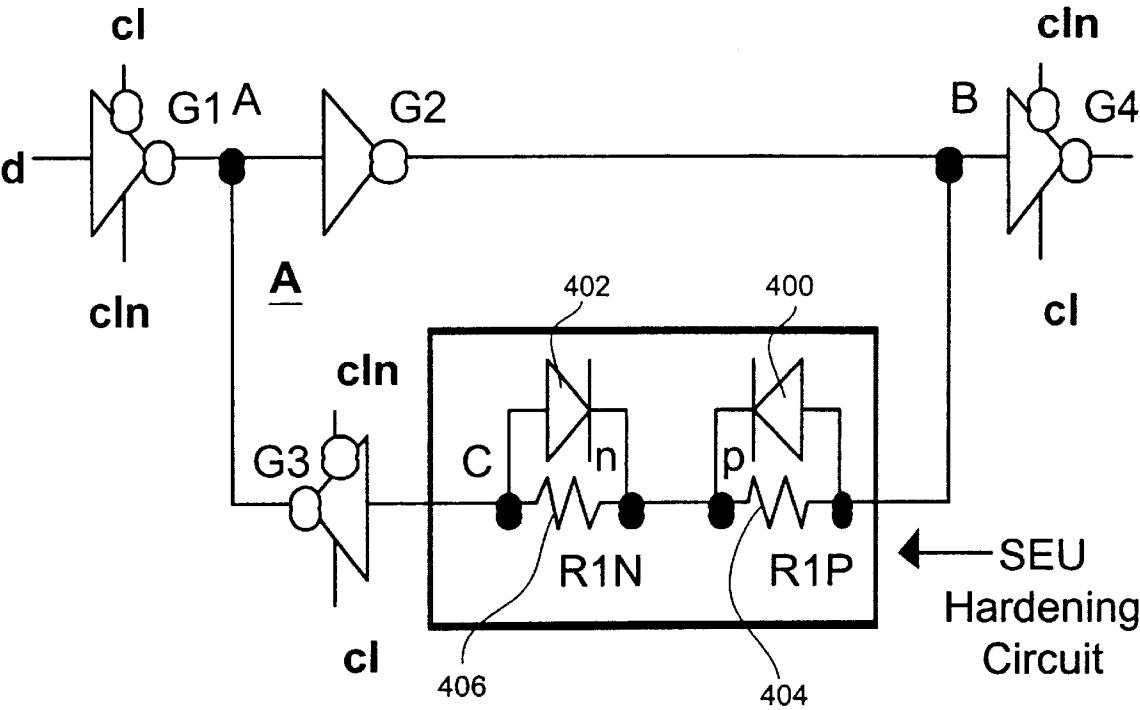 cl
cln
G1 A
G2
B
G4
d
A
cln
cl
402
400
cln
G3
C
n
p
R1N
R1P
SEU
Hardening
Circuit
cl
406
404